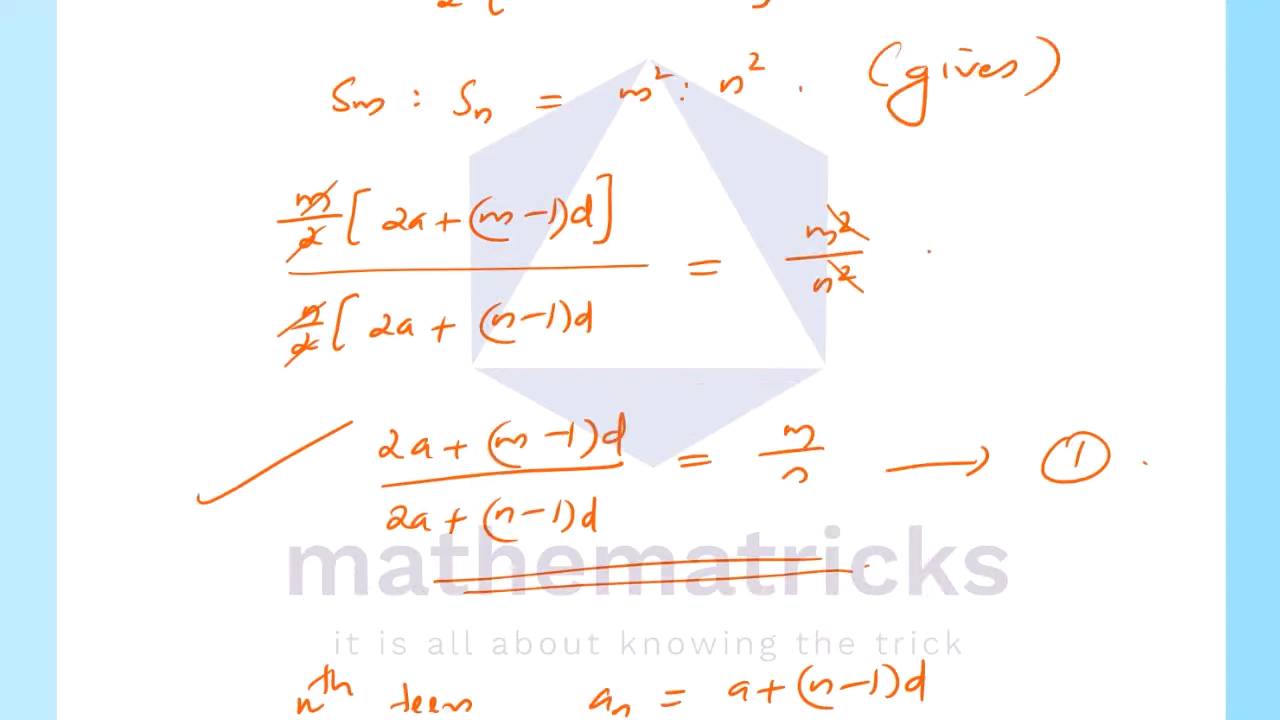 Sm : Sn = m² : n² . (given)
m/2 [ 2a + (m - 1)d ]
/ n/2 [ 2a + (n - 1)d = m²/n²
2a + (m - 1)d / 2a + (n - 1)d = m/n → ①
mathematricks
it is all about knowing the trick
nth term an = a + (n - 1)d